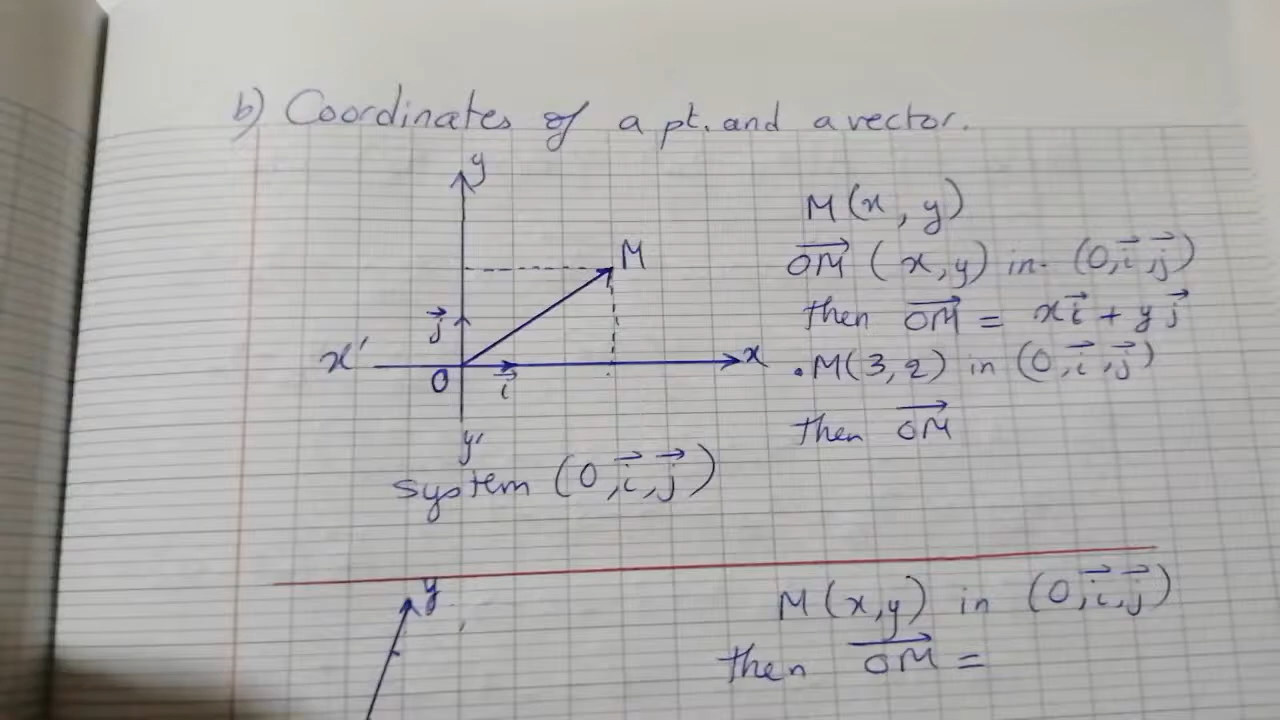 b) Coordinates of a pt. and a vector.
y
M
j⃗
x'
O
i⃗
x
y'
system (O, i⃗, j⃗)
M(x, y)
OM⃗ (x,y) in (O, i⃗, j⃗)
then OM⃗ = xi⃗ + yj⃗
. M(3,2) in (O, i⃗, j⃗)
then OM⃗
y
M(x,y) in (O, i⃗, j⃗)
then OM⃗ =